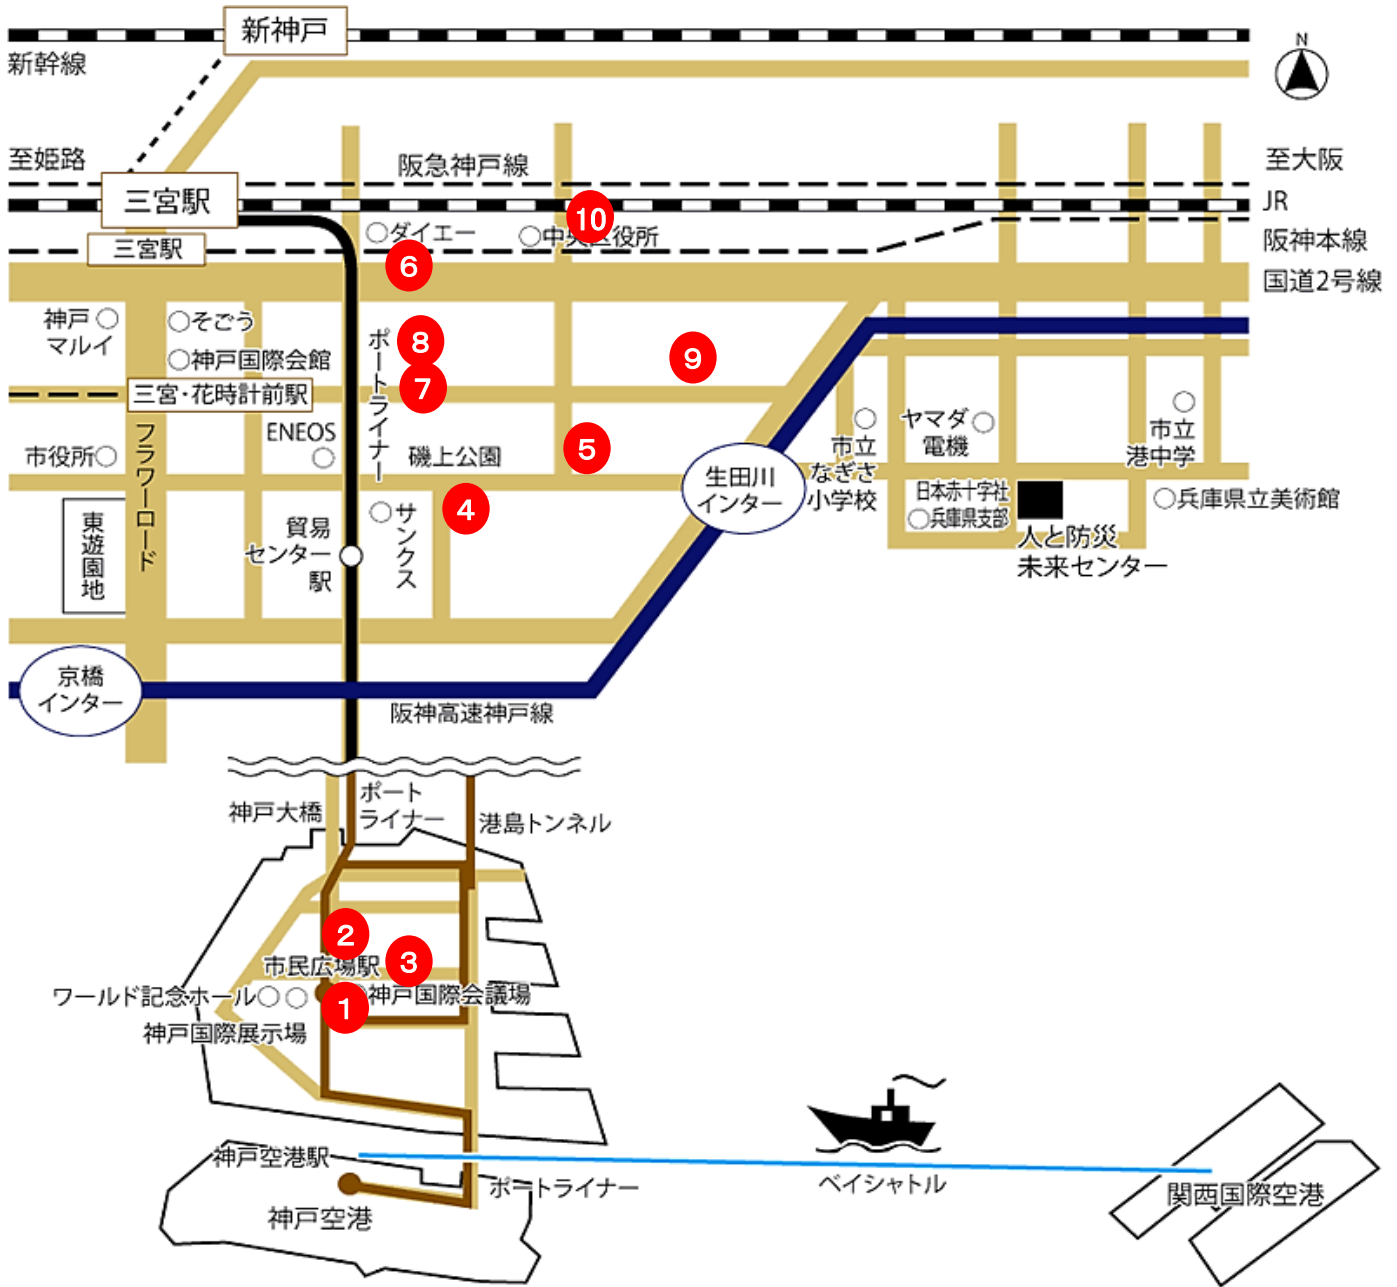 新神戸
N
新幹線
至姫路
阪急神戸線
至大阪
三宮駅
JR
10
ダイエー
中央区役所
三宮駅
阪神本線
6
国道2号線
神戸
マルイ
そごう
神戸国際会館
ポートライナー
8
9
7
三宮・花時計前駅
フラワーロード
ENEOS
市役所
磯上公園
5
生田川
インター
市立
なぎさ
小学校
ヤマダ
電機
市立
港中学
日本赤十字社
兵庫県支部
兵庫県立美術館
人と防災
未来センター
東遊園地
貿易
センター
駅
サンクス
4
京橋
インター
阪神高速神戸線
神戸大橋
ポート
ライナー
港島トンネル
2
3
市民広場駅
ワールド記念ホール
1
神戸国際会議場
神戸国際展示場
神戸空港駅
ポートライナー
神戸空港
ベイシャトル
関西国際空港